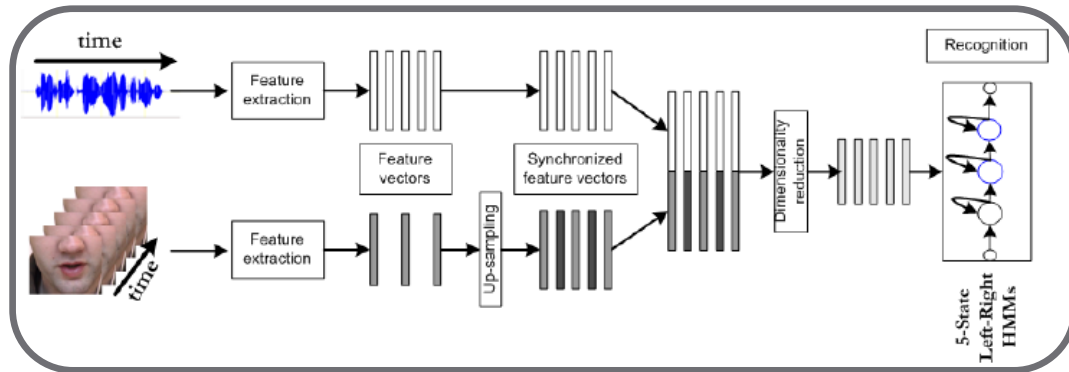 time
Feature
extraction
Feature
vectors
Synchronized
feature vectors
Recognition
time
Feature
extraction
Up-sampling
Dimensionality
reduction
5-State
Left-Right
HMMs